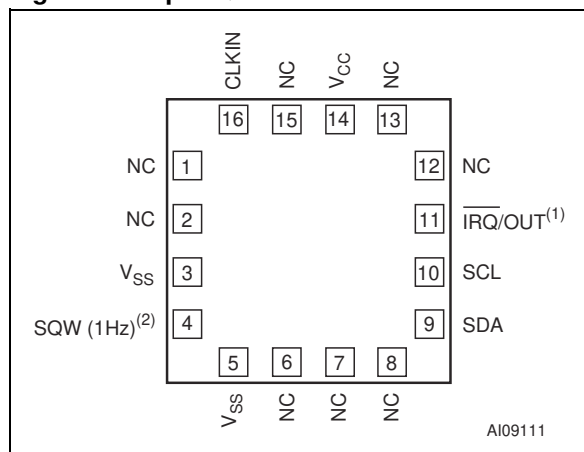 CLKIN NC VCC NC
16 15 14 13
NC 1 12 NC
NC 2 11 IRQ/OUT(1)
VSS 3 10 SCL
SQW (1Hz)(2) 4 9 SDA
5 6 7 8
VSS NC NC NC
AI09111